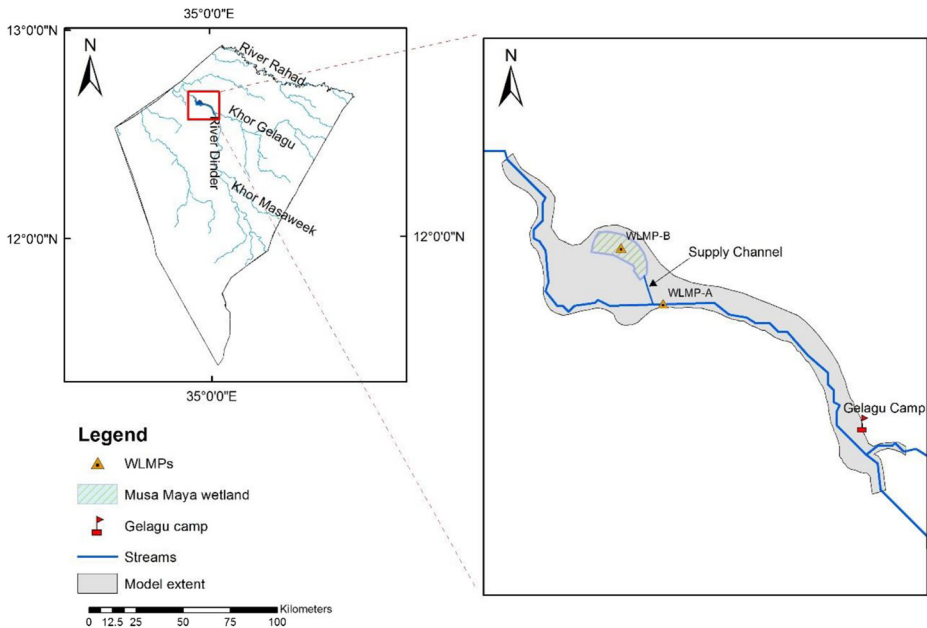 35°0'0"E
13°0'0"N
N
River Rahad
Khor Gelagu
River Dinder
Khor Masaweek
12°0'0"N
12°0'0"N
35°0'0"E
N
WLMP-B
Supply Channel
WLMP-A
Gelagu Camp
Legend
WLMPs
Musa Maya wetland
Gelagu camp
Streams
Model extent
Kilometers
0 12.5 25 50 75 100